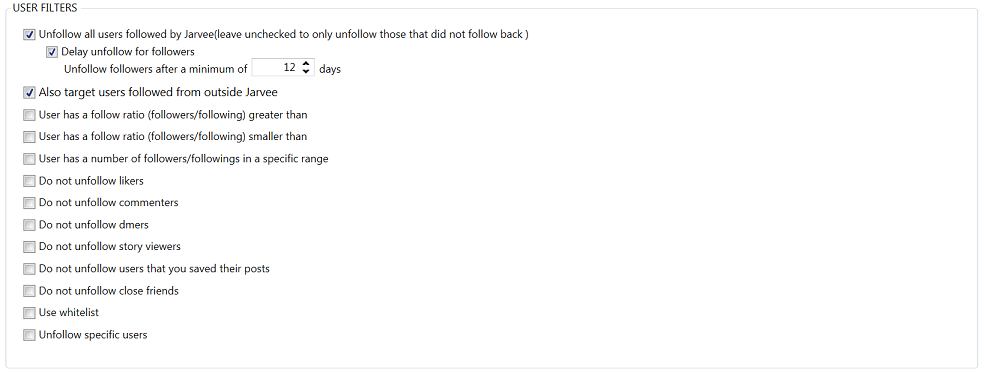 USER FILTERS
Unfollow all users followed by Jarvee(leave unchecked to only unfollow those that did not follow back )
Delay unfollow for followers
Unfollow followers after a minimum of 12 days
Also target users followed from outside Jarvee
User has a follow ratio (followers/following) greater than
User has a follow ratio (followers/following) smaller than
User has a number of followers/followings in a specific range
Do not unfollow likers
Do not unfollow commenters
Do not unfollow dmers
Do not unfollow story viewers
Do not unfollow users that you saved their posts
Do not unfollow close friends
Use whitelist
Unfollow specific users